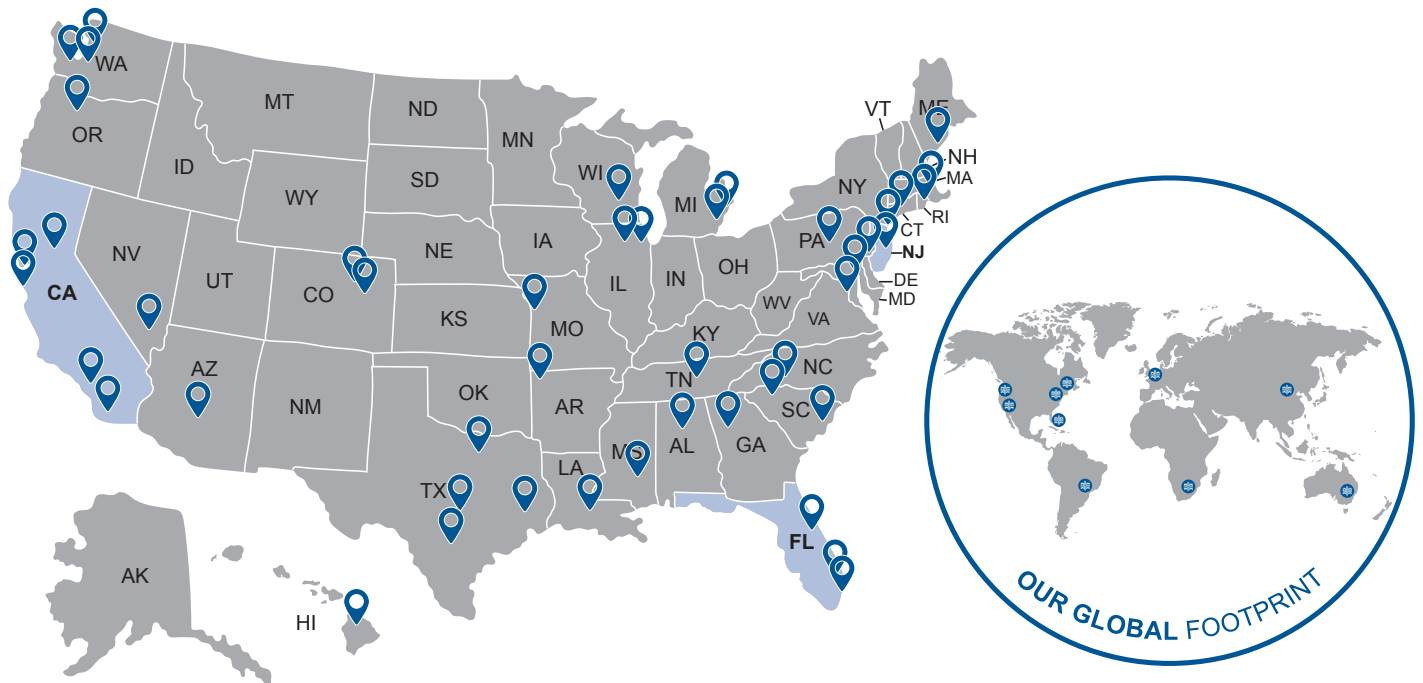 WA
MT
ND
MN
VT
ME
OR
ID
WY
SD
WI
MI
NY
NH
MA
RI
CT
NJ
PA
NV
UT
CO
NE
IA
IL
IN
OH
DE
MD
WV
VA
CA
KS
MO
KY
NC
TN
AZ
NM
OK
AR
SC
MS
AL
GA
LA
TX
FL
AK
HI
OUR GLOBAL FOOTPRINT